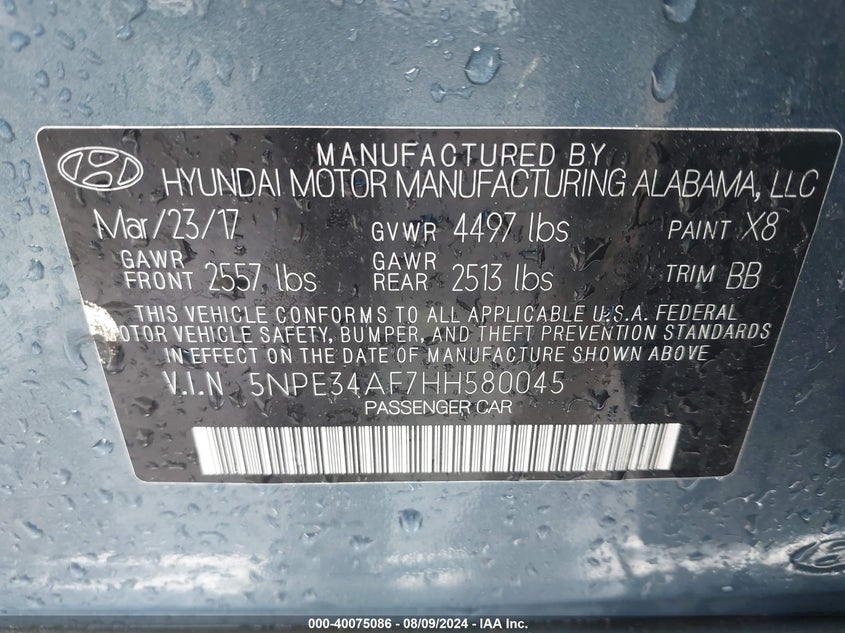 MANUFACTURED BY
HYUNDAI MOTOR MANUFACTURING ALABAMA, LLC
Mar/23/17 GVWR 4497 lbs PAINT X8
GAWR FRONT 2557 lbs GAWR REAR 2513 lbs TRIM BB
THIS VEHICLE CONFORMS TO ALL APPLICABLE U.S.A. FEDERAL
MOTOR VEHICLE SAFETY, BUMPER, AND THEFT PREVENTION STANDARDS
IN EFFECT ON THE DATE OF MANUFACTURE SHOWN ABOVE
V.I.N 5NPE34AF7HH580045
PASSENGER CAR
000-40075086 - 08/09/2024 - IAA Inc.